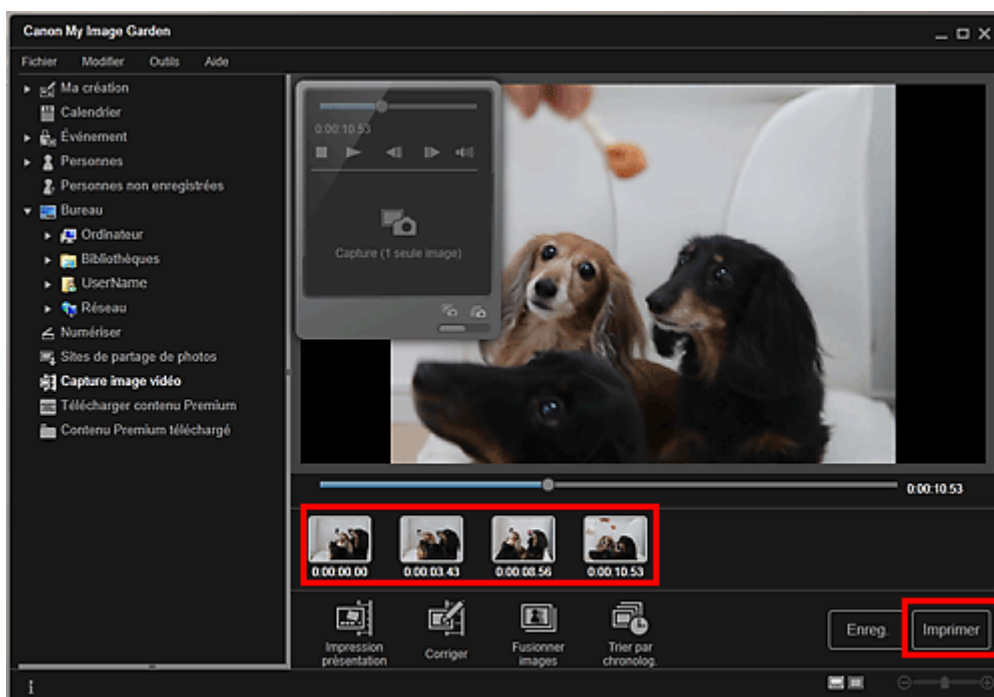 Canon My Image Garden
Fichier Modifier Outils Aide
Ma création
Calendrier
Événement
Personnes
Personnes non enregistrées
Bureau
Ordinateur
Bibliothèques
UserName
Réseau
Numériser
Sites de partage de photos
Capture image vidéo
Télécharger contenu Premium
Contenu Premium téléchargé
0:00:10.53
Capture (1 seule image)
0:00:10.53
0:00:00.00 0:00:03.43 0:00:08.56 0:00:10.53
Impression
présentation
Corriger
Fusionner
images
Trier par
chronolog.
Enreg.
Imprimer